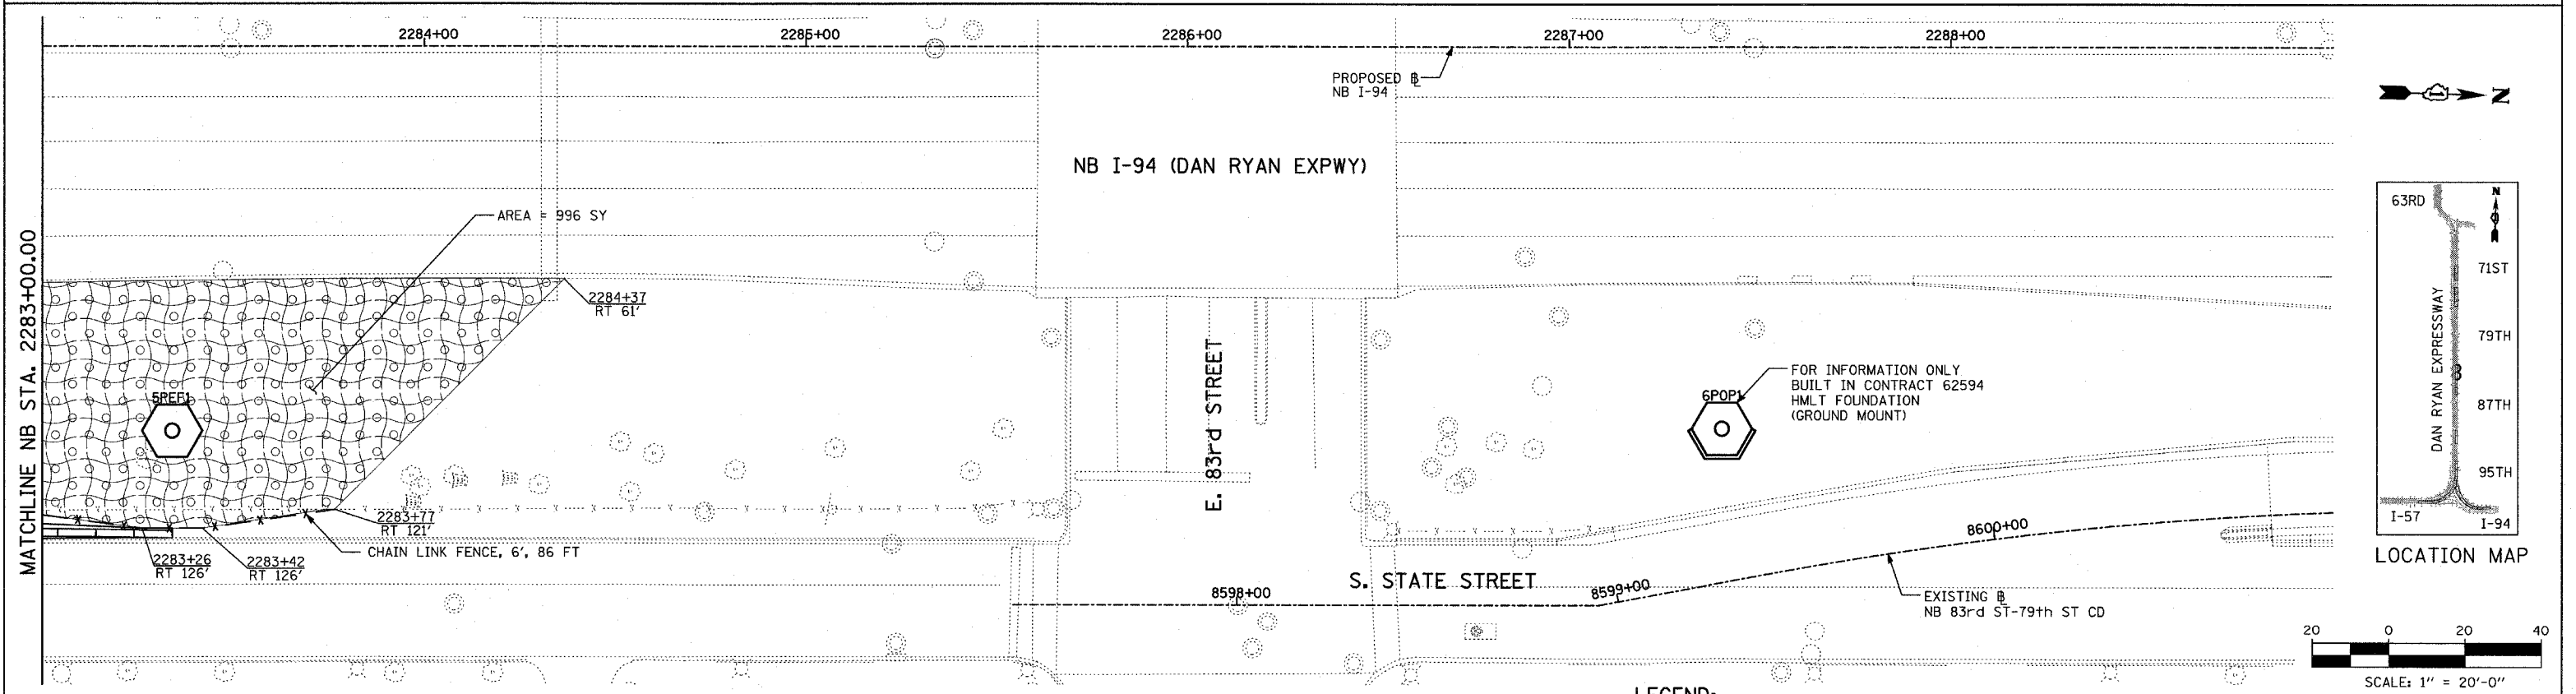 2284+00
2285+00
2286+00
2287+00
2288+00
PROPOSED ℄
NB I-94
N
NB I-94 (DAN RYAN EXPWY)
AREA = 996 SY
MATCHLINE NB STA. 2283+00.00
2284+37
RT 61'
5REF1
E. 83rd STREET
6POP1
FOR INFORMATION ONLY
BUILT IN CONTRACT 62594
HMLT FOUNDATION
(GROUND MOUNT)
2283+77
RT 121'
CHAIN LINK FENCE, 6', 86 FT
2283+26
RT 126'
2283+42
RT 126'
S. STATE STREET
8598+00
8599+00
8600+00
EXISTING ℄
NB 83rd ST-79th ST CD
63RD
N
71ST
79TH
DAN RYAN EXPRESSWAY
87TH
95TH
I-57
I-94
LOCATION MAP
20 0 20 40
SCALE: 1" = 20'-0"
LEGEND: